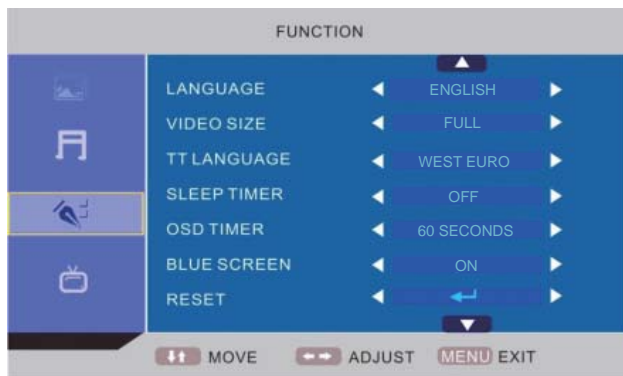 FUNCTION
LANGUAGE ENGLISH
VIDEO SIZE FULL
TT LANGUAGE WEST EURO
SLEEP TIMER OFF
OSD TIMER 60 SECONDS
BLUE SCREEN ON
RESET
MOVE ADJUST MENU EXIT